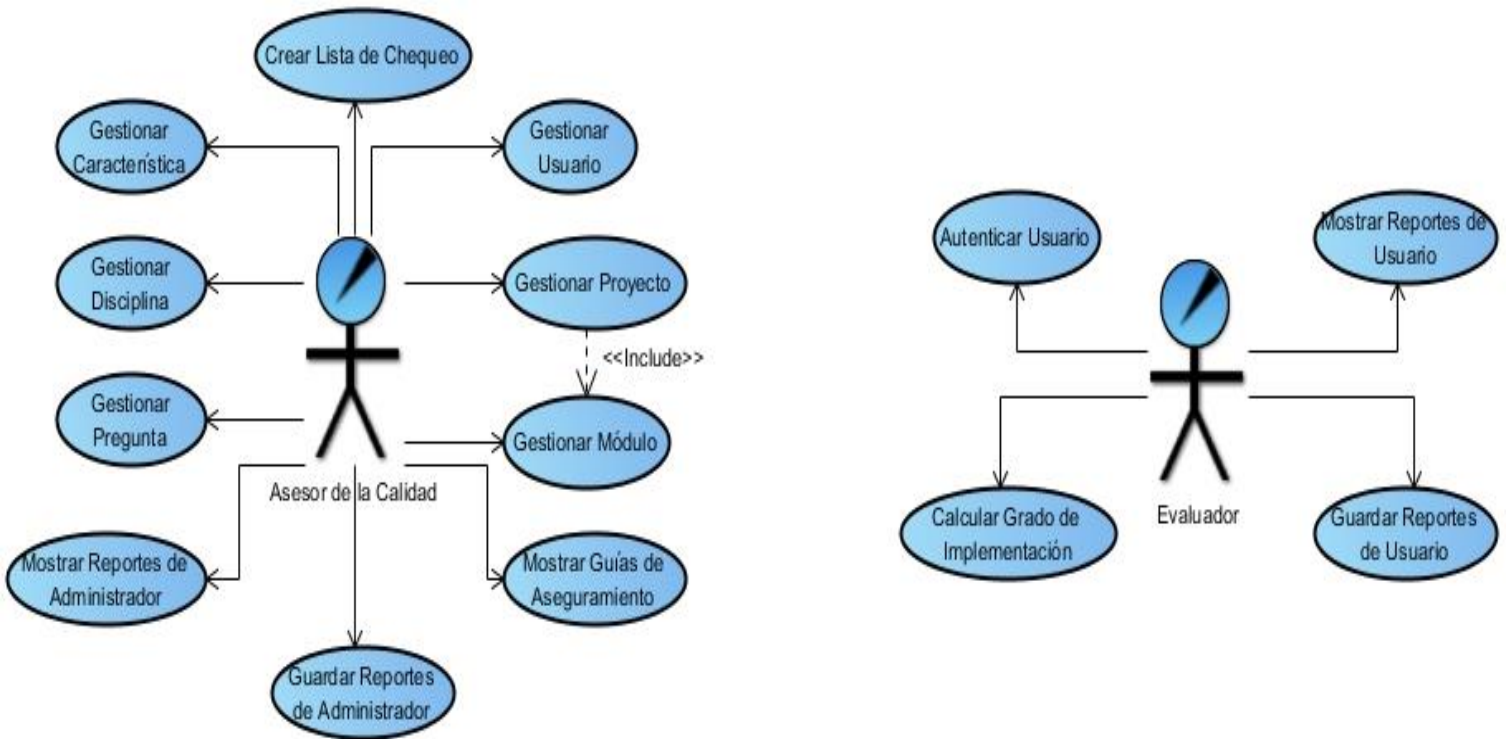 Crear Lista de Chequeo
Gestionar
Característica
Gestionar
Usuario
Gestionar
Disciplina
Gestionar Proyecto
<<Include>>
Gestionar
Pregunta
Gestionar Módulo
Asesor de la Calidad
Mostrar Reportes de
Administrador
Mostrar Guías de
Aseguramiento
Guardar Reportes
de Administrador
Autenticar Usuario
Mostrar Reportes de
Usuario
Calcular Grado de
Implementación
Evaluador
Guardar Reportes
de Usuario